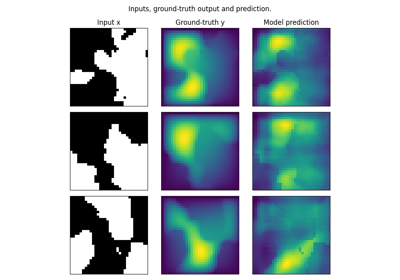 Inputs, ground-truth output and prediction.
Input x
Ground-truth y
Model prediction